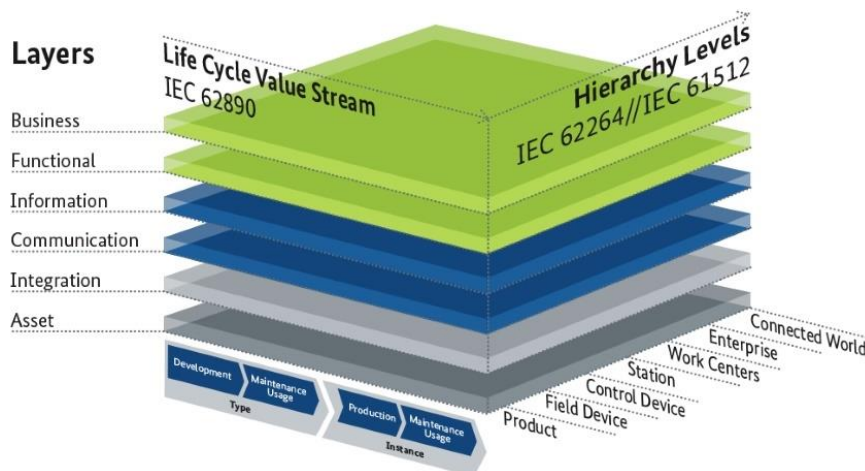 Layers
Life Cycle Value Stream
IEC 62890
Hierarchy Levels
IEC 62264//IEC 61512
Business
Functional
Information
Communication
Integration
Asset
Development
Maintenance
Usage
Type
Production
Maintenance
Usage
Instance
Connected World
Enterprise
Work Centers
Station
Control Device
Field Device
Product